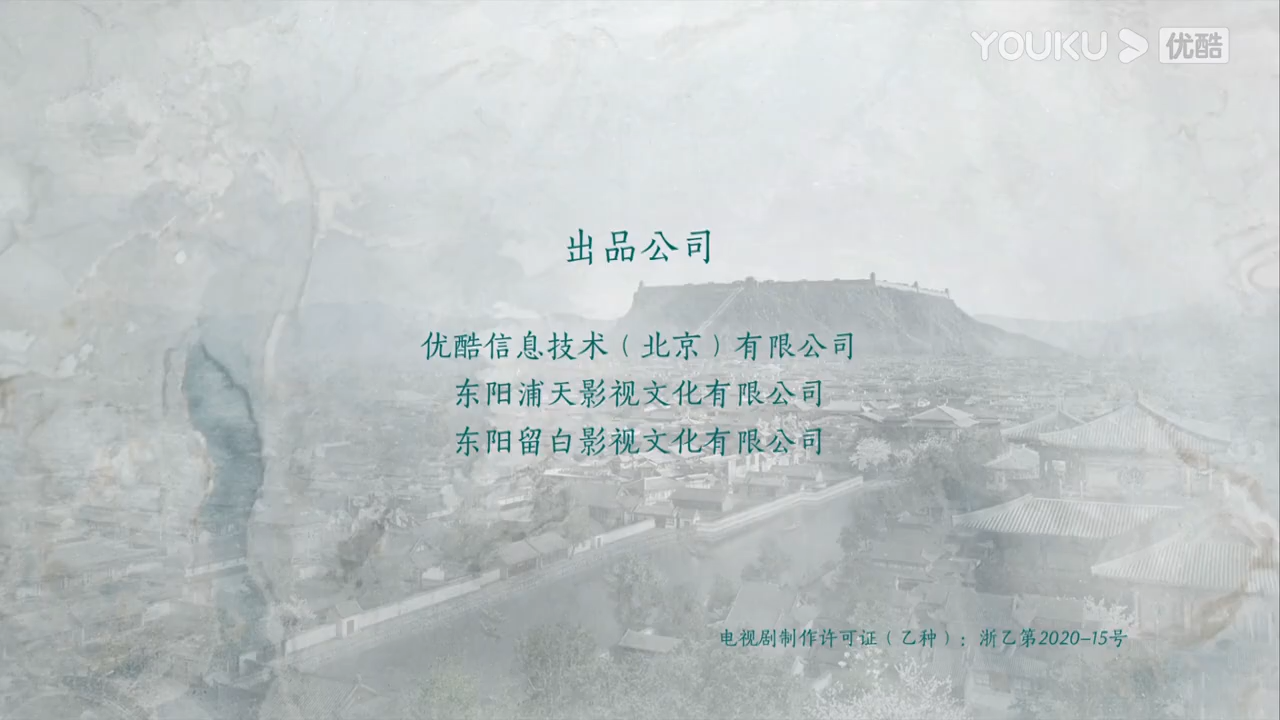 YOUKU 优酷
出品公司
优酷信息技术（北京）有限公司
东阳浦天影视文化有限公司
东阳留白影视文化有限公司
电视剧制作许可证（乙种）：浙乙第2020-15号